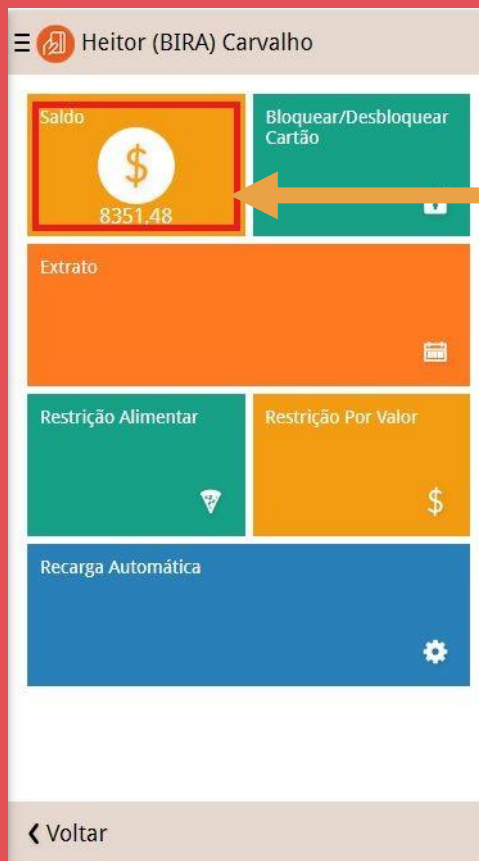 Heitor (BIRA) Carvalho
Saldo
$
8351,48
Bloquear/Desbloquear
Cartão
Extrato
Restrição Alimentar
Restrição Por Valor
$
Recarga Automática
Voltar